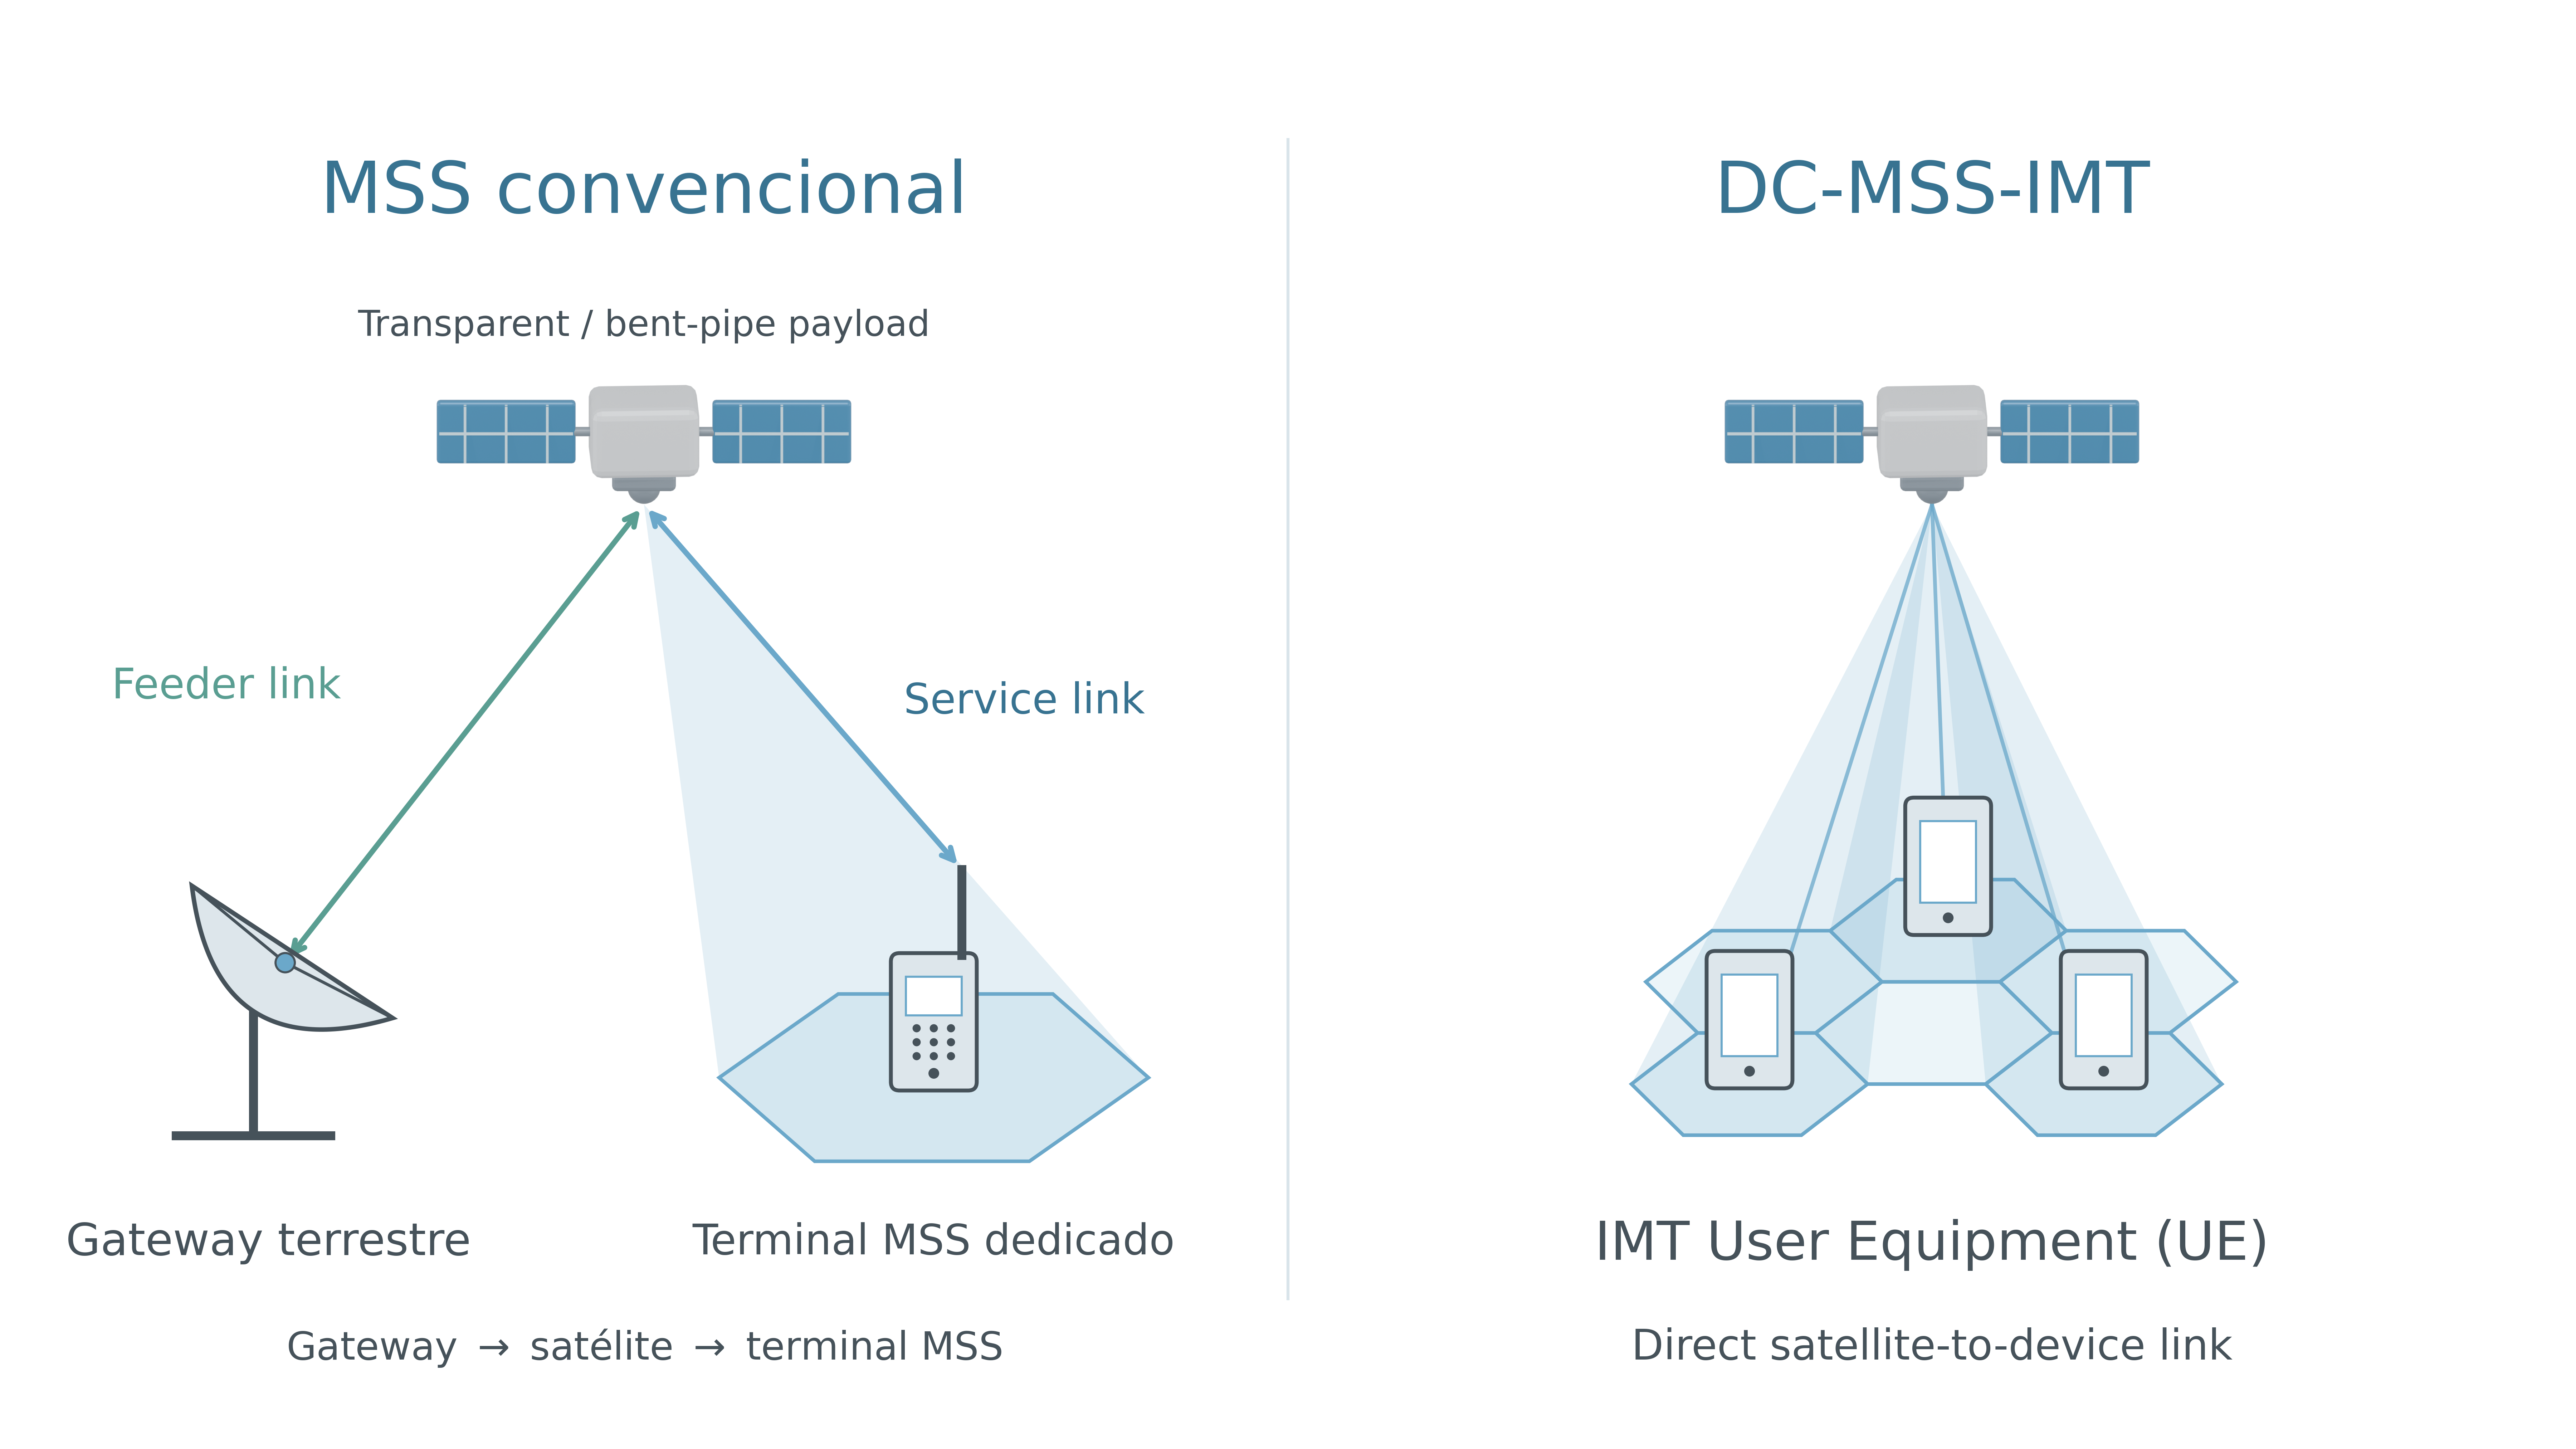 MSS convencional
Transparent / bent-pipe payload
Feeder link
Service link
Gateway terrestre
Terminal MSS dedicado
Gateway → satélite → terminal MSS
DC-MSS-IMT
IMT User Equipment (UE)
Direct satellite-to-device link